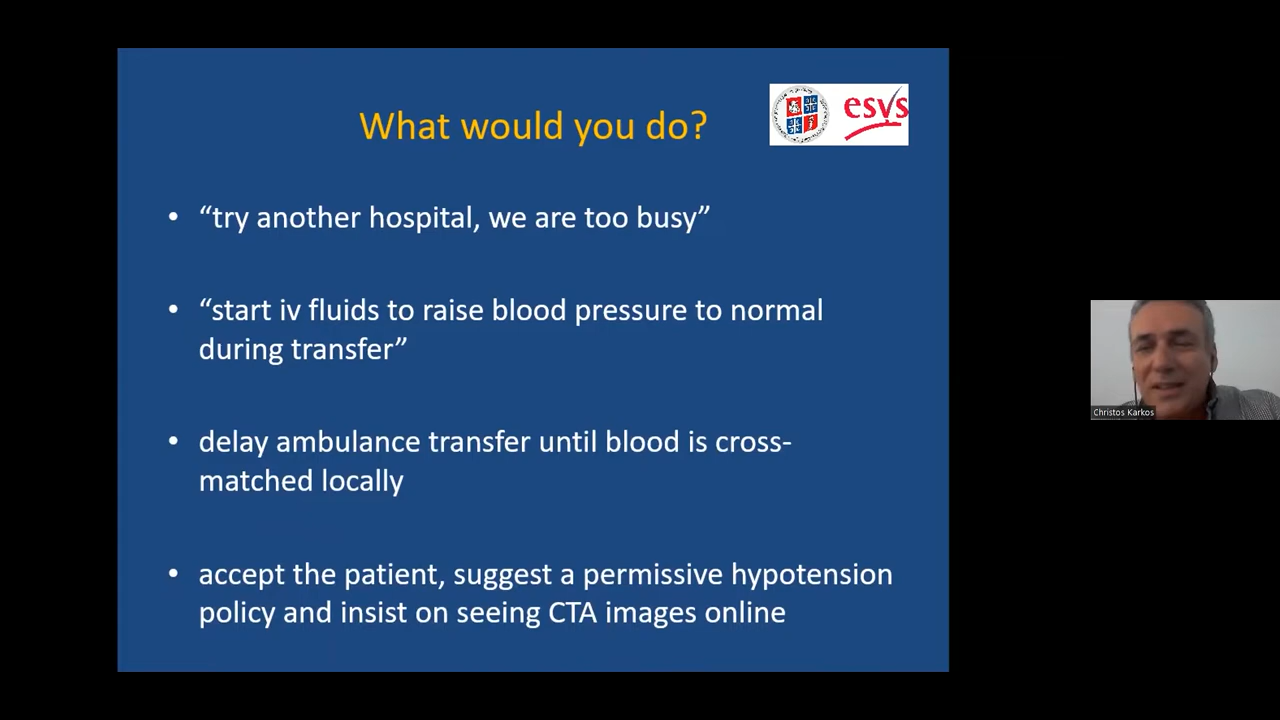 What would you do?
esvs
• “try another hospital, we are too busy”
• “start iv fluids to raise blood pressure to normal
during transfer”
• delay ambulance transfer until blood is cross-
matched locally
• accept the patient, suggest a permissive hypotension
policy and insist on seeing CTA images online
Christos Karkos